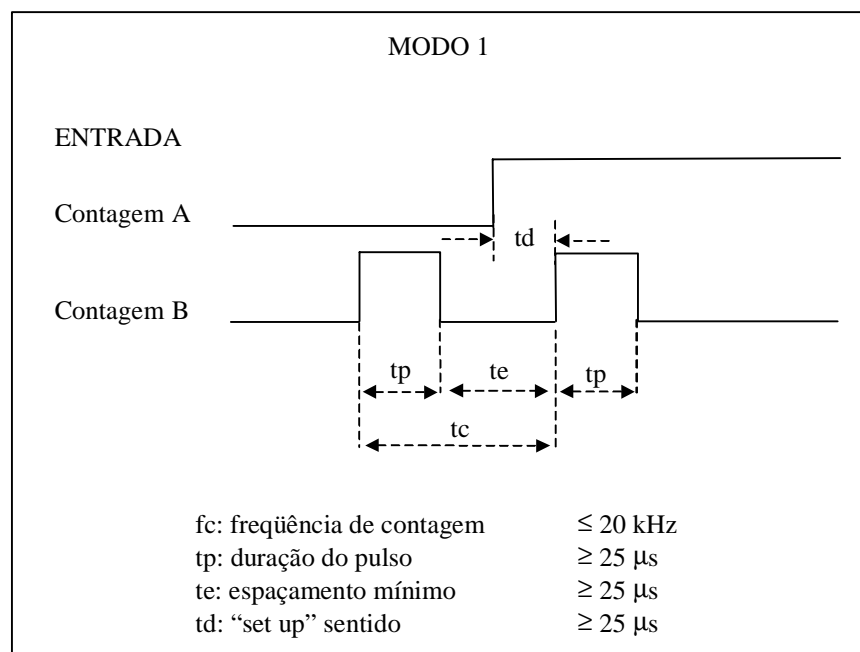 MODO 1
ENTRADA
Contagem A
td
Contagem B
tp te tp
tc
fc: freqüência de contagem ≤ 20 kHz
tp: duração do pulso ≥ 25 μs
te: espaçamento mínimo ≥ 25 μs
td: “set up” sentido ≥ 25 μs